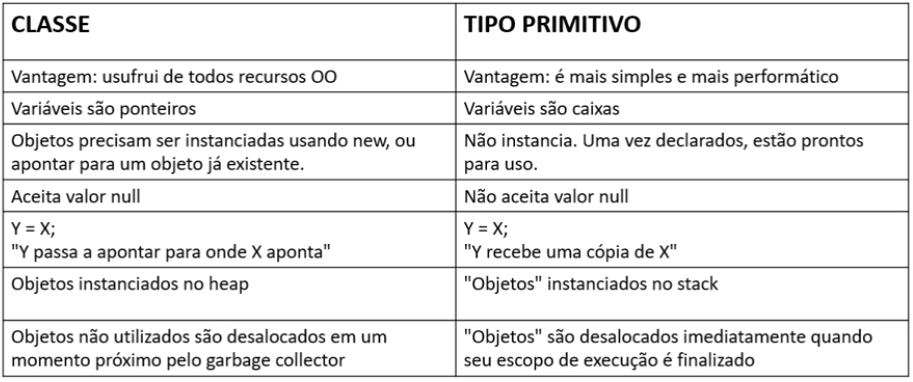 CLASSE
TIPO PRIMITIVO
Vantagem: usufrui de todos recursos OO
Vantagem: é mais simples e mais performático
Variáveis são ponteiros
Variáveis são caixas
Objetos precisam ser instanciadas usando new, ou
apontar para um objeto já existente.
Não instancia. Uma vez declarados, estão prontos
para uso.
Aceita valor null
Não aceita valor null
Y = X;
"Y passa a apontar para onde X aponta"
Y = X;
"Y recebe uma cópia de X"
Objetos instanciados no heap
"Objetos" instanciados no stack
Objetos não utilizados são desalocados em um
momento próximo pelo garbage collector
"Objetos" são desalocados imediatamente quando
seu escopo de execução é finalizado